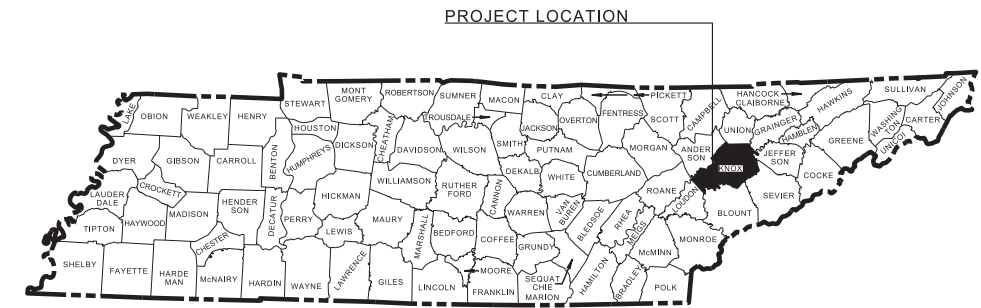 PROJECT LOCATION
LAKE
OBION
WEAKLEY
HENRY
STEWART
MONT
GOMERY
ROBERTSON
SUMNER
MACON
CLAY
PICKETT
CAMPBELL
HANCOCK
CLAIBORNE
HAWKINS
SULLIVAN
JOHNSON
TROUSDALE
JACKSON
OVERTON
FENTRESS
SCOTT
UNION
GRAINGER
HAMBLEN
GREENE
WASHING
TON
UNICOI
CARTER
HOUSTON
DICKSON
CHEATHAM
DAVIDSON
WILSON
SMITH
PUTNAM
MORGAN
ANDER
SON
KNOX
JEFFER
SON
COCKE
DYER
GIBSON
CARROLL
BENTON
HUMPHREYS
HICKMAN
WILLIAMSON
RUTHER
FORD
CANNON
DEKALB
WHITE
CUMBERLAND
ROANE
LOUDON
BLOUNT
SEVIER
LAUDER
DALE
CROCKETT
TIPTON
HAYWOOD
MADISON
HENDER
SON
DECATUR
PERRY
LEWIS
MAURY
MARSHALL
BEDFORD
COFFEE
WARREN
VAN
BUREN
BLEDSOE
RHEA
MEIGS
McMINN
MONROE
SHELBY
FAYETTE
HARDE
MAN
CHESTER
McNAIRY
HARDIN
WAYNE
LAWRENCE
GILES
LINCOLN
MOORE
FRANKLIN
GRUNDY
SEQUAT
CHIE
MARION
HAMILTON
BRADLEY
POLK